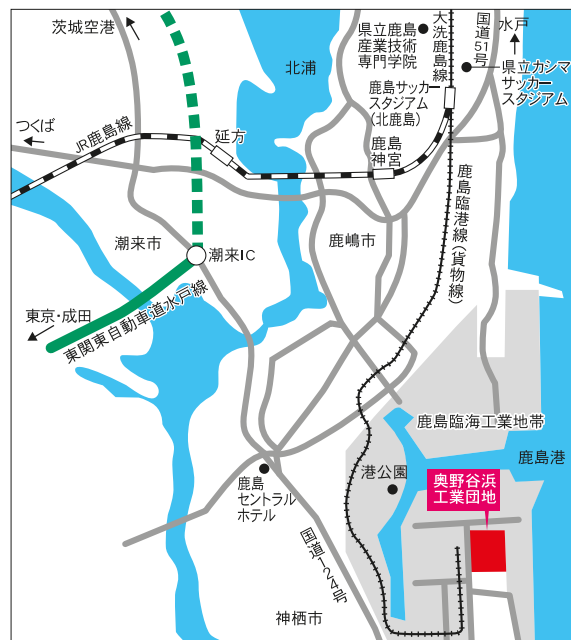 茨城空港
北浦
県立鹿島
産業技術
専門学院
大洗鹿島線
国道51号
水戸
県立カシマ
サッカー
スタジアム
鹿島サッカー
スタジアム
(北鹿島)
つくば
JR鹿島線
延方
鹿島
神宮
鹿島臨港線(貨物線)
潮来市
潮来IC
鹿嶋市
東京・成田
東関東自動車道水戸線
鹿島臨海工業地帯
鹿島港
港公園
奥野谷浜
工業団地
鹿島
セントラル
ホテル
国道124号
神栖市